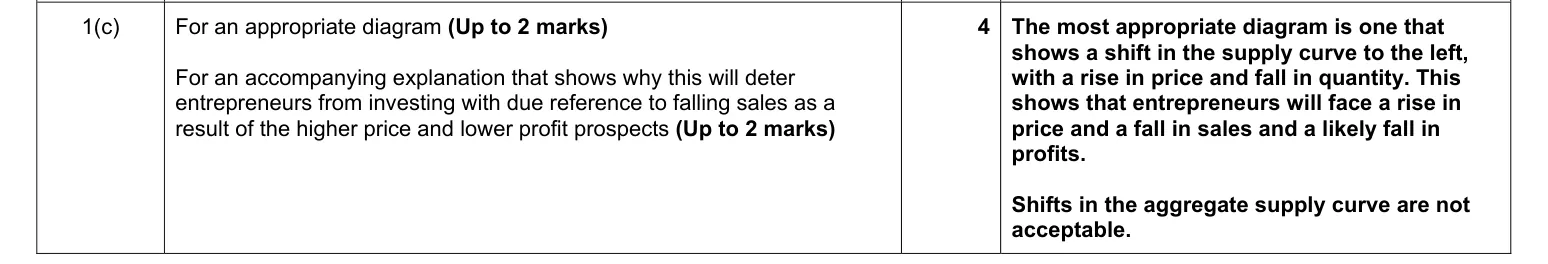 1(c)
For an appropriate diagram (Up to 2 marks)
For an accompanying explanation that shows why this will deter
entrepreneurs from investing with due reference to falling sales as a
result of the higher price and lower profit prospects (Up to 2 marks)
4
The most appropriate diagram is one that
shows a shift in the supply curve to the left,
with a rise in price and fall in quantity. This
shows that entrepreneurs will face a rise in
price and a fall in sales and a likely fall in
profits.
Shifts in the aggregate supply curve are not
acceptable.